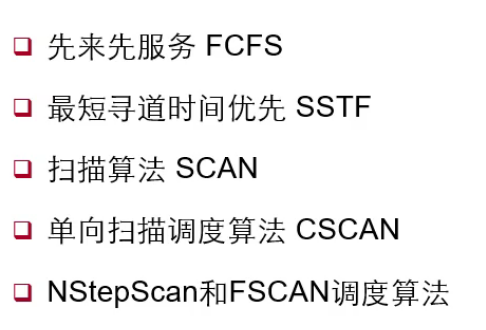 先来先服务 FCFS
最短寻道时间优先 SSTF
扫描算法 SCAN
单向扫描调度算法 CSCAN
NStepScan和FSCAN调度算法